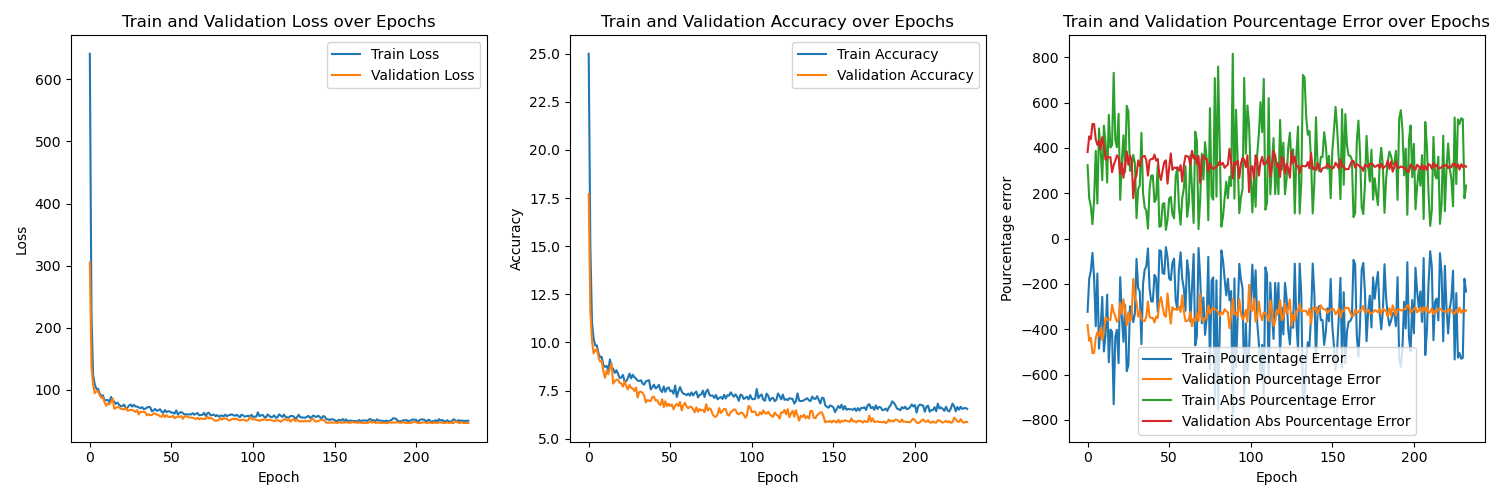 Train and Validation Loss over Epochs
Train Loss
Validation Loss
600
500
400
300
200
100
0
50
100
150
200
Loss
Epoch
Train and Validation Accuracy over Epochs
Train Accuracy
Validation Accuracy
25.0
22.5
20.0
17.5
15.0
12.5
10.0
7.5
5.0
0
50
100
150
200
Accuracy
Epoch
Train and Validation Pourcentage Error over Epochs
800
600
400
200
0
−200
−400
−600
−800
Train Pourcentage Error
Validation Pourcentage Error
Train Abs Pourcentage Error
Validation Abs Pourcentage Error
0
50
100
150
200
Pourcentage error
Epoch